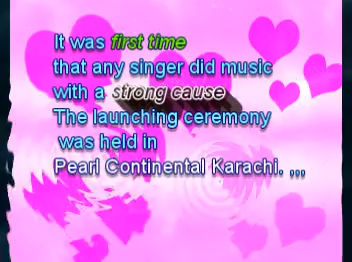 It was first time
that any singer did music
with a strong cause
The launching ceremony
was held in
Pearl Continental Karachi. ,,,